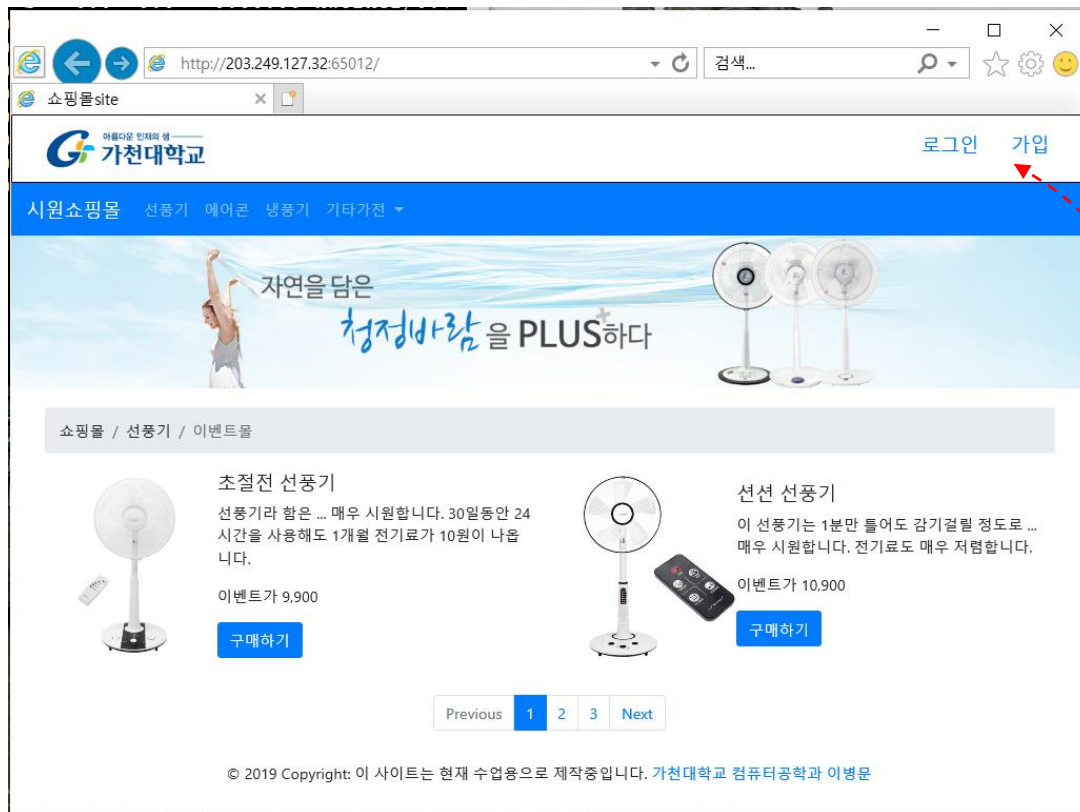 http://203.249.127.32:65012/
검색...
쇼핑몰site
아름다운 인재의 샘
가천대학교
로그인 가입
시원쇼핑몰 선풍기 에어콘 냉풍기 기타가전
자연을 담은
청정바람을 PLUS+하다
쇼핑몰 / 선풍기 / 이벤트몰
초절전 선풍기
선풍기라 함은 ... 매우 시원합니다. 30일동안 24
시간을 사용해도 1개월 전기료가 10원이 나옵
니다.
이벤트가 9,900
구매하기
션션 선풍기
이 선풍기는 1분만 틀어도 감기걸릴 정도로 ...
매우 시원합니다. 전기료도 매우 저렴합니다.
이벤트가 10,900
구매하기
Previous 1 2 3 Next
© 2019 Copyright: 이 사이트는 현재 수업용으로 제작중입니다. 가천대학교 컴퓨터공학과 이병문